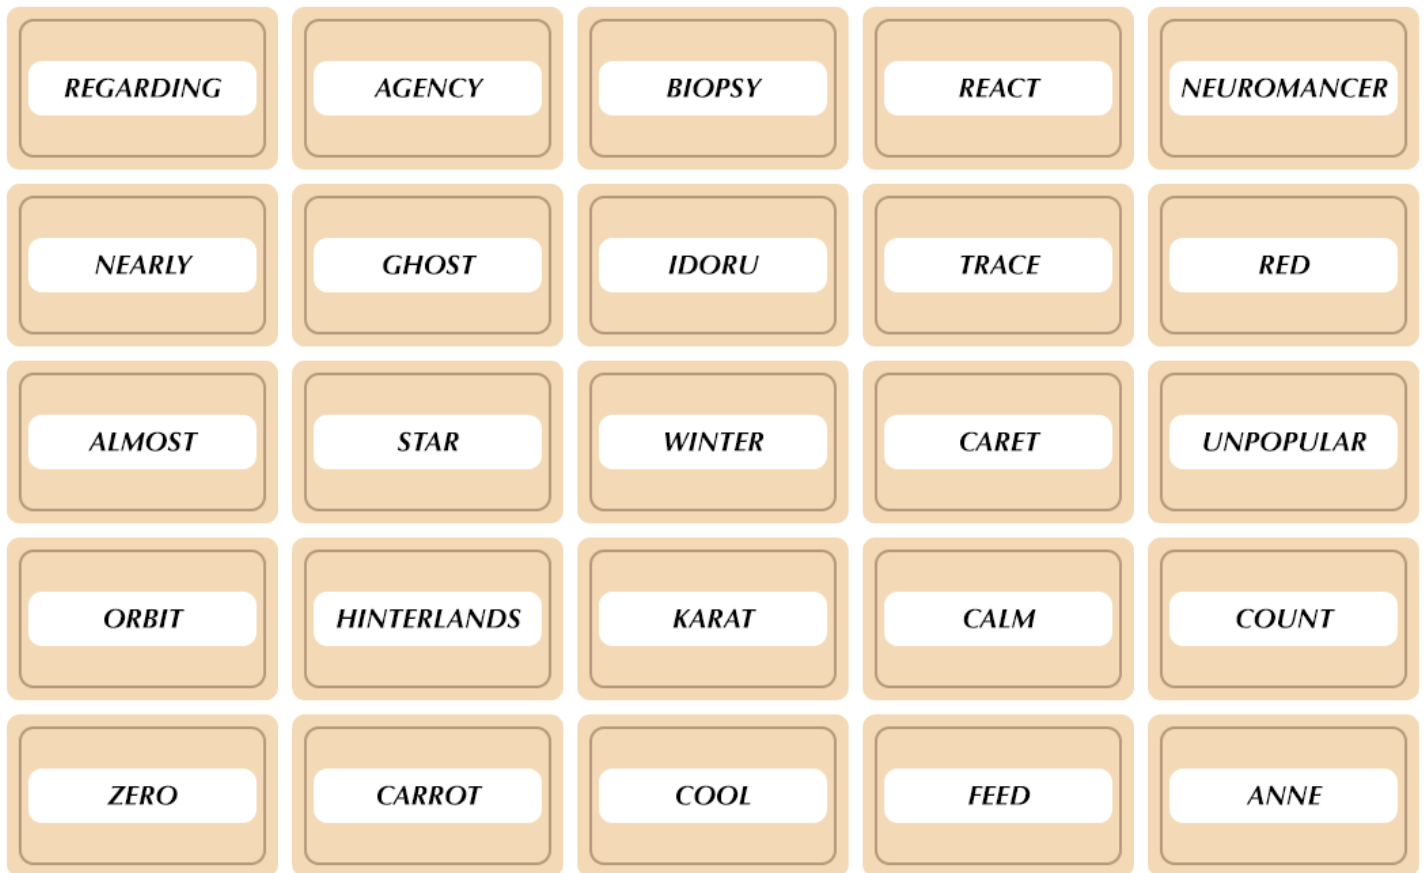 REGARDING
AGENCY
BIOPSY
REACT
NEUROMANCER
NEARLY
GHOST
IDORU
TRACE
RED
ALMOST
STAR
WINTER
CARET
UNPOPULAR
ORBIT
HINTERLANDS
KARAT
CALM
COUNT
ZERO
CARROT
COOL
FEED
ANNE